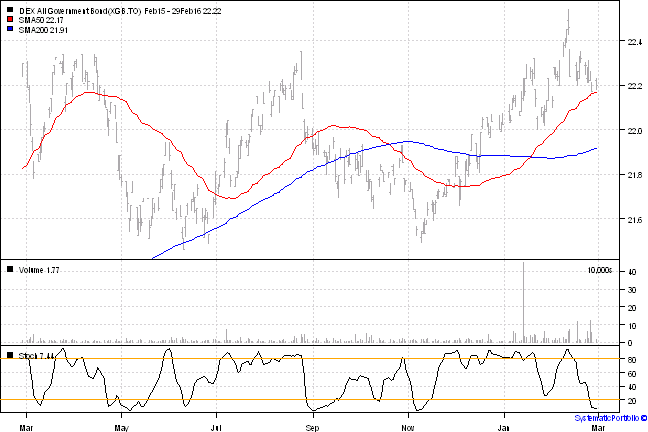 DEX All Government Bond(XGB.TO) Feb15 - 29Feb16 22.22
SMA50 22.17
SMA200 21.91
22.4
22.2
22.0
21.8
21.6
Volume 1.77
10,000s
40
30
20
10
0
Stoch 7.44
80
60
40
20
Mar May Jul Sep Nov Jan Mar
SystematicPortfolio ©